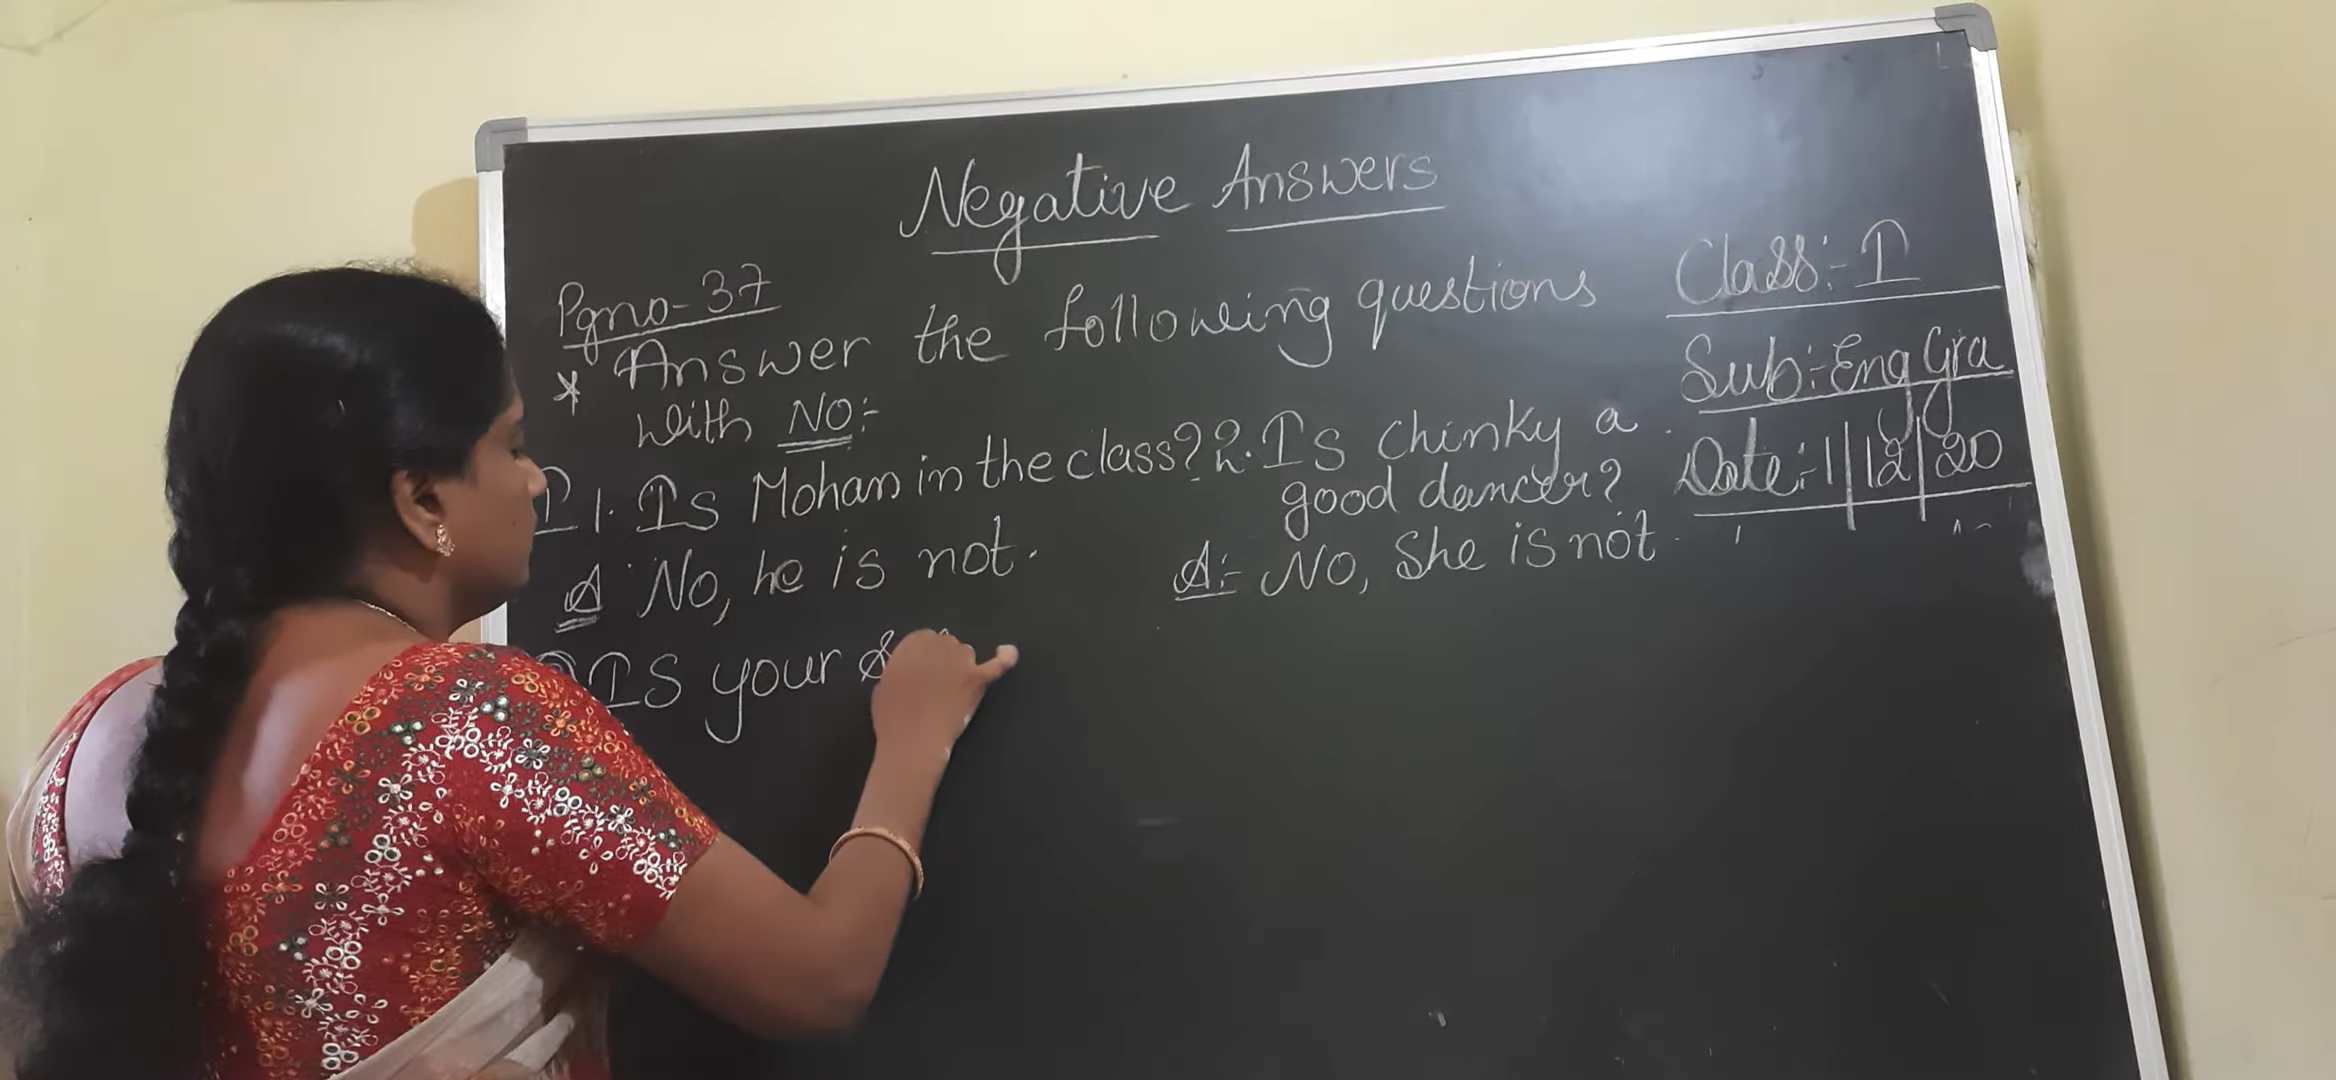 Negative Answers
Pgno-37
* Answer the following questions
with NO:-
I 1. Is Mohan in the class?
A No, he is not.
2. Is Chinky a
good dancer?
A:- No, She is not.
Is your
Class:- I
Sub:- Eng Gra
Date:- 1|12|20